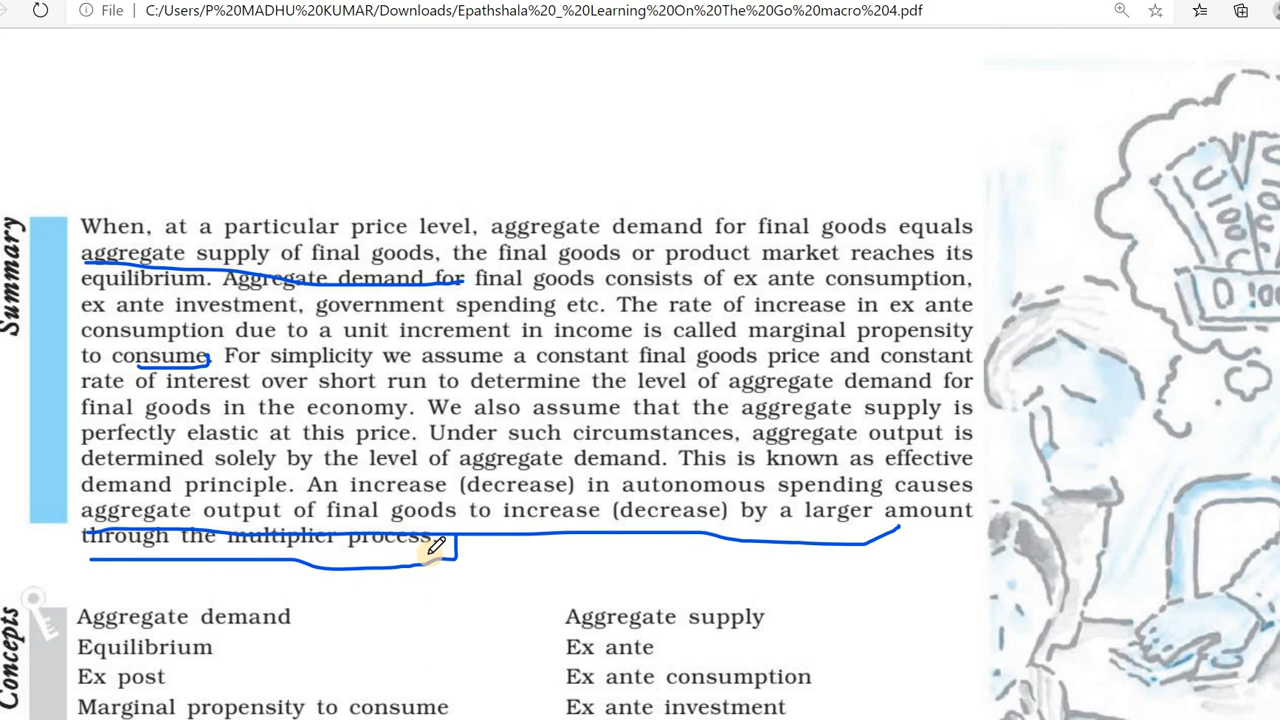 File
C:/Users/P%20MADHU%20KUMAR/Downloads/Epathshala%20_%20Learning%20On%20The%20Go%20macro%204.pdf
Summary
When, at a particular price level, aggregate demand for final goods equals
aggregate supply of final goods, the final goods or product market reaches its
equilibrium. Aggregate demand for final goods consists of ex ante consumption,
ex ante investment, government spending etc. The rate of increase in ex ante
consumption due to a unit increment in income is called marginal propensity
to consume. For simplicity we assume a constant final goods price and constant
rate of interest over short run to determine the level of aggregate demand for
final goods in the economy. We also assume that the aggregate supply is
perfectly elastic at this price. Under such circumstances, aggregate output is
determined solely by the level of aggregate demand. This is known as effective
demand principle. An increase (decrease) in autonomous spending causes
aggregate output of final goods to increase (decrease) by a larger amount
through the multiplier process.
Concepts
Aggregate demand
Aggregate supply
Equilibrium
Ex ante
Ex post
Ex ante consumption
Marginal propensity to consume
Ex ante investment